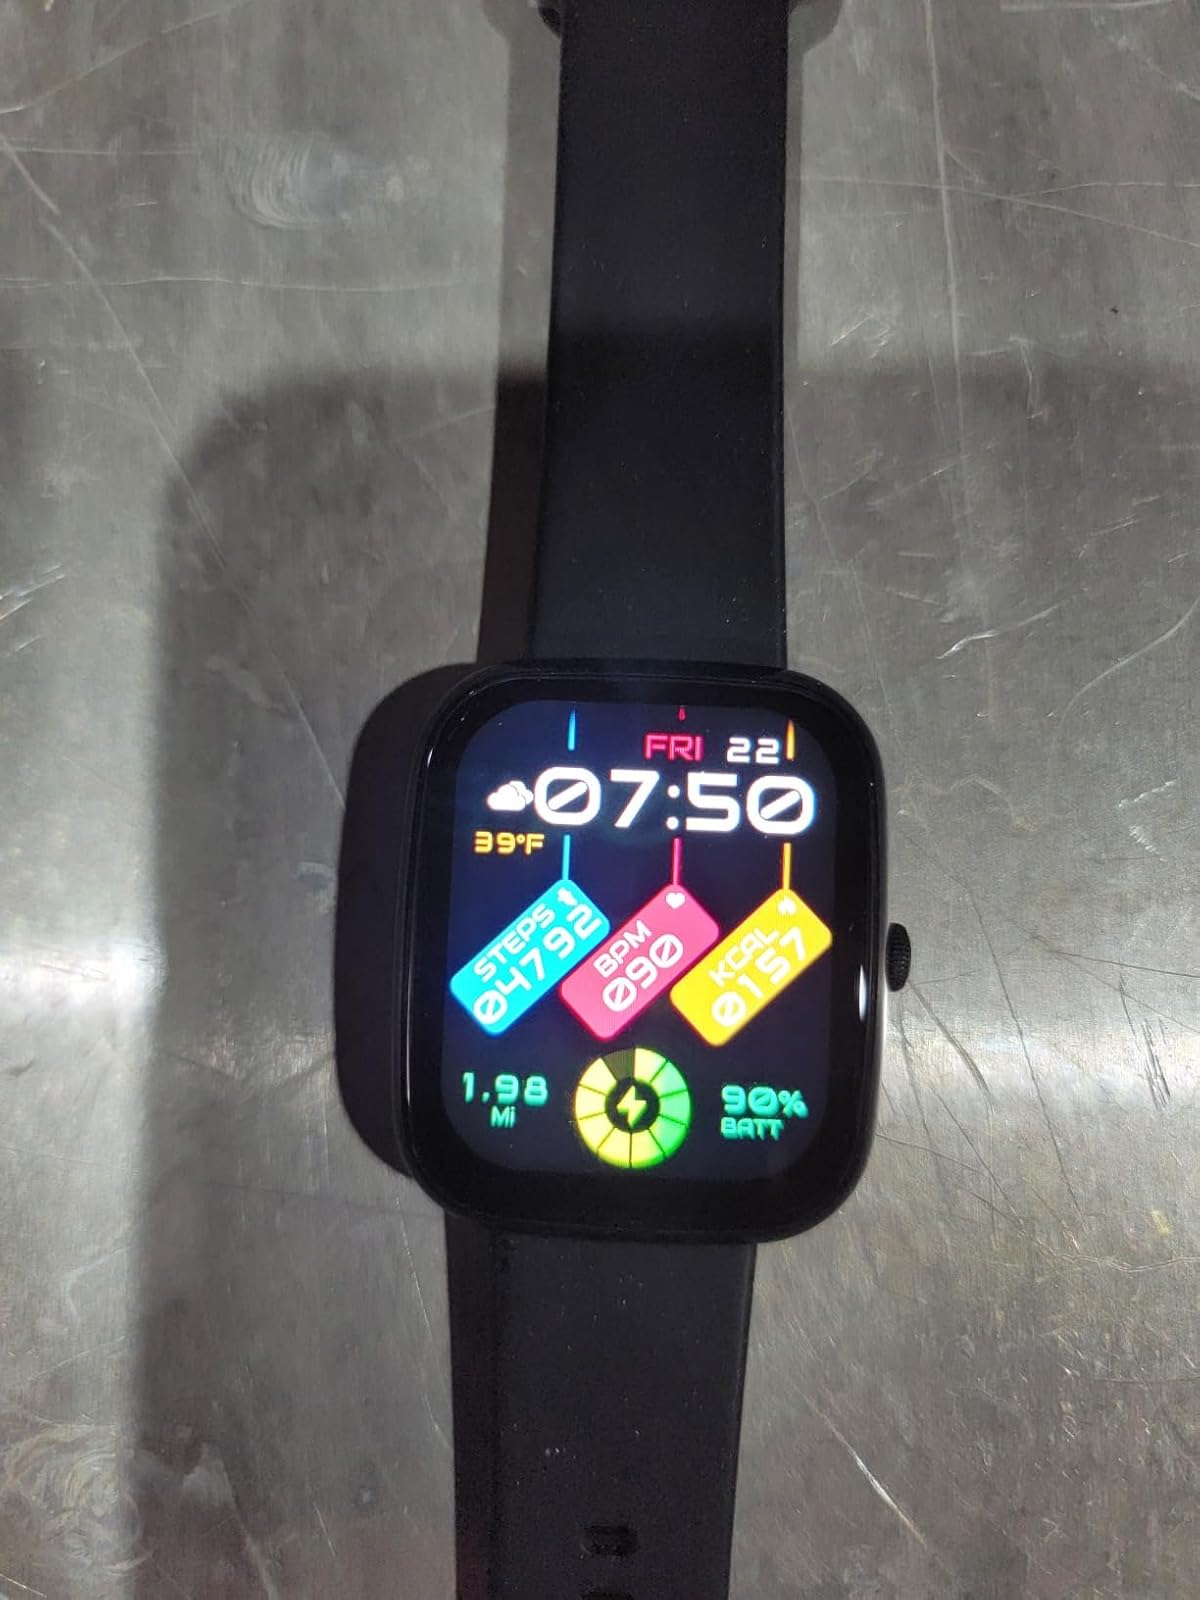 FRI 22
07:50
39°F
STEPS
04792
BPM
090
KCAL
0157
1.98
Mi
90%
BATT